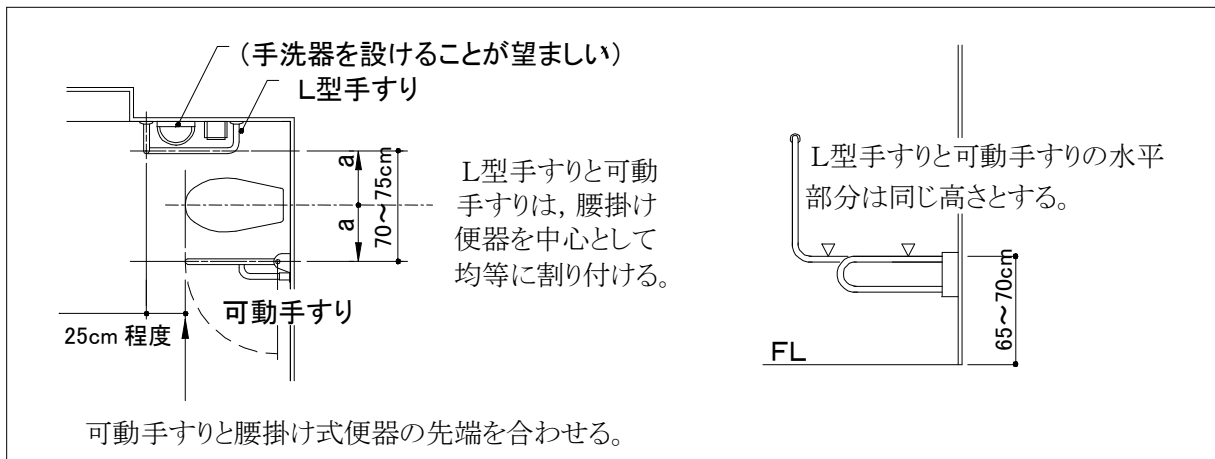 （手洗器を設けることが望ましい）
Ｌ型手すり
a
a
70～75cm
L型手すりと可動
手すりは，腰掛け
便器を中心として
均等に割り付ける。
可動手すり
25cm 程度
可動手すりと腰掛け式便器の先端を合わせる。
L型手すりと可動手すりの水平
部分は同じ高さとする。
65～70cm
FL